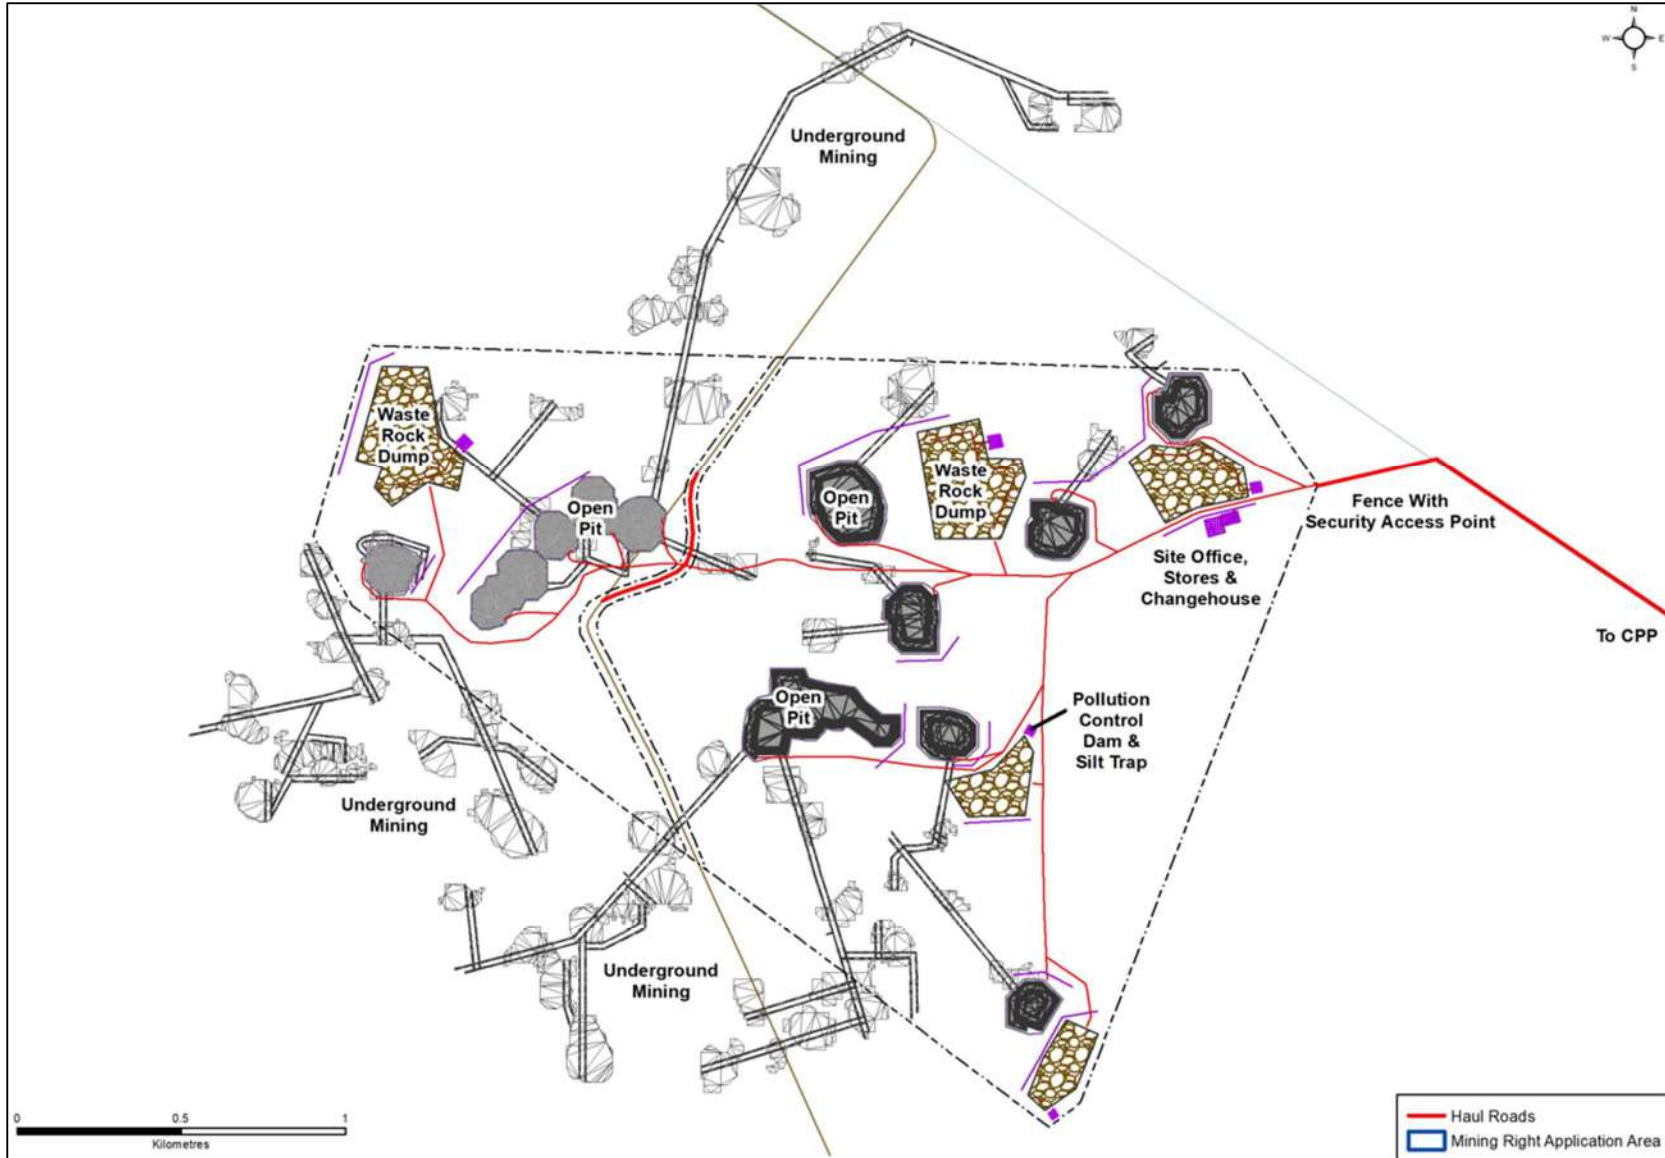 N
W
E
S
Underground
Mining
Waste
Rock
Dump
Open
Pit
Open
Pit
Waste
Rock
Dump
Fence With
Security Access Point
Site Office,
Stores &
Changehouse
To CPP
Open
Pit
Pollution
Control
Dam &
Silt Trap
Underground
Mining
Underground
Mining
0
0.5
1
Kilometres
Haul Roads
Mining Right Application Area